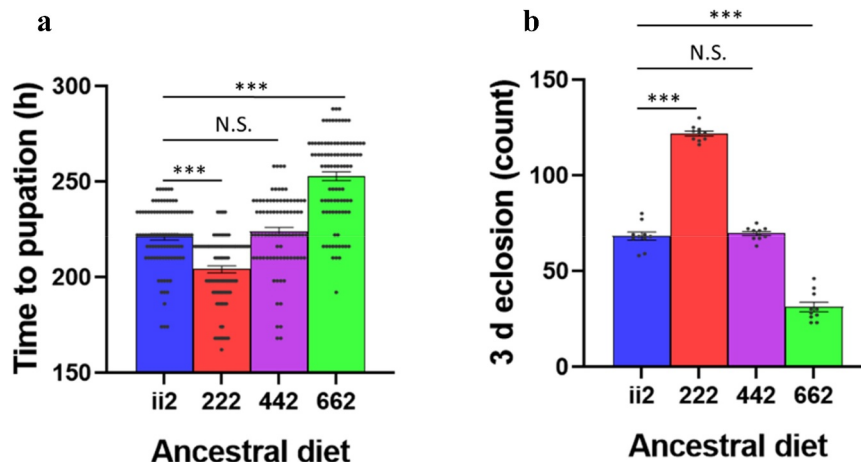 a
Time to pupation (h)
300
250
200
150
***
N.S.
***
ii2 222 442 662
Ancestral diet
b
3 d eclosion (count)
150
100
50
0
***
N.S.
***
ii2 222 442 662
Ancestral diet